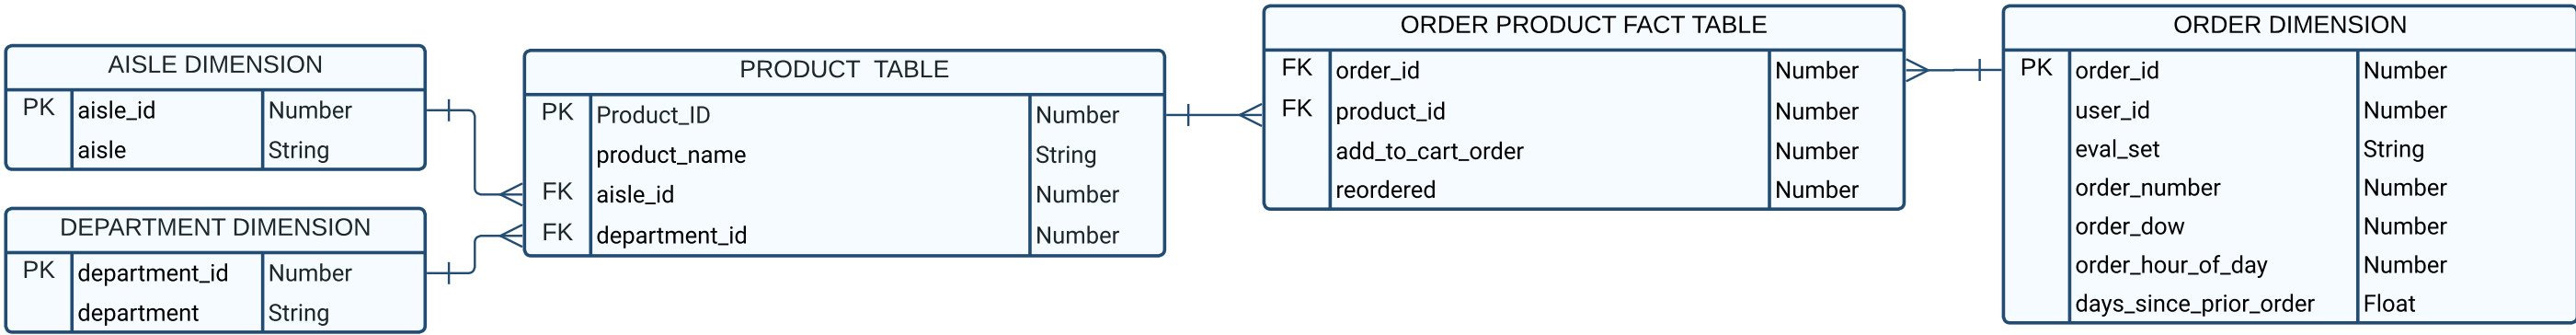 AISLE DIMENSION
PK aisle_id Number
aisle String
DEPARTMENT DIMENSION
PK department_id Number
department String
PRODUCT TABLE
PK Product_ID Number
product_name String
FK aisle_id Number
FK department_id Number
ORDER PRODUCT FACT TABLE
FK order_id Number
FK product_id Number
add_to_cart_order Number
reordered Number
ORDER DIMENSION
PK order_id Number
user_id Number
eval_set String
order_number Number
order_dow Number
order_hour_of_day Number
days_since_prior_order Float